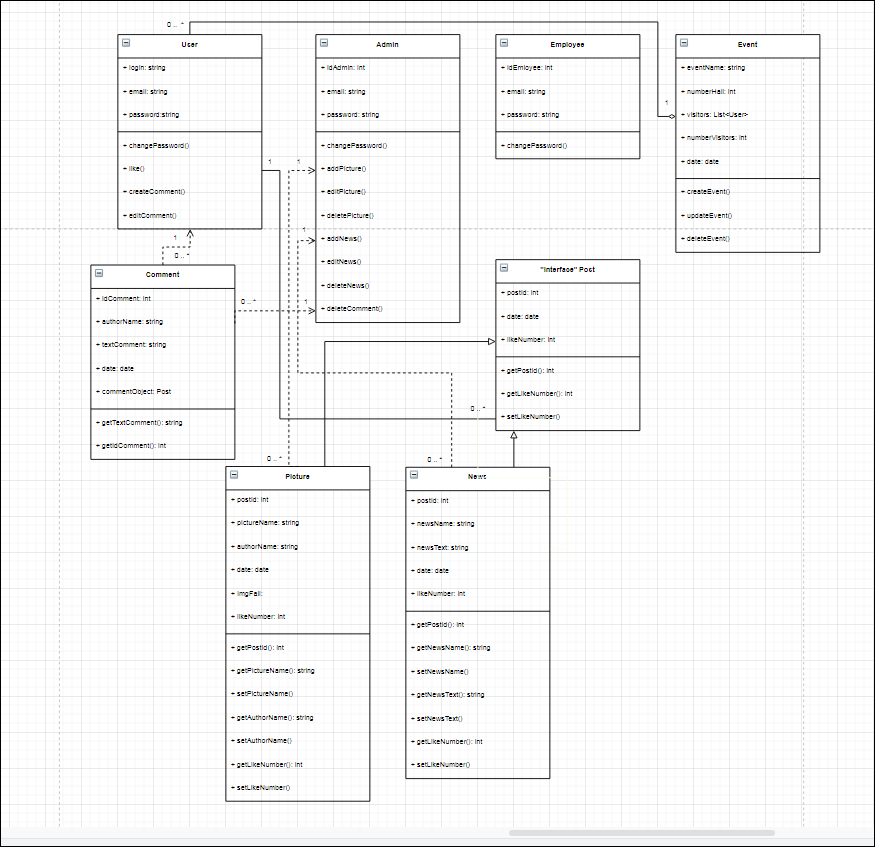 0 .. *
User
+ login: string
+ email: string
+ password:string
+ changePassword()
+ like()
+ createComment()
+ editComment()
Admin
+ idAdmin: int
+ email: string
+ password: string
+ changePassword()
+ addPicture()
+ editPicture()
+ deletePicture()
+ addNews()
+ editNews()
+ deleteNews()
+ deleteComment()
Employee
+ idEmloyee: int
+ email: string
+ password: string
+ changePassword()
Event
+ eventName: string
+ numberHall: int
+ visitors: List<User>
+ numberVisitors: int
+ date: date
+ createEvent()
+ updateEvent()
+ deleteEvent()
1
1
1
1
1
0 .. *
0 .. *
1
Comment
+ idComment: int
+ authorName: string
+ textComment: string
+ date: date
+ commentObject: Post
+ getTextComment(): string
+ getIdComment(): int
"Interface" Post
+ postId: int
+ date: date
+ likeNumber: int
+ getPostId(): int
+ getLikeNumber(): int
+ setLikeNumber()
0 .. *
0 .. *
0 .. *
Picture
+ postId: int
+ pictureName: string
+ authorName: string
+ date: date
+ imgFail:
+ likeNumber: int
+ getPostId(): int
+ getPictureName(): string
+ setPictureName()
+ getAuthorName(): string
+ setAuthorName()
+ getLikeNumber(): int
+ setLikeNumber()
News
+ postId: int
+ newsName: string
+ newsText: string
+ date: date
+ likeNumber: int
+ getPostId(): int
+ getNewsName(): string
+ setNewsName()
+ getNewsText(): string
+ setNewsText()
+ getLikeNumber(): int
+ setLikeNumber()